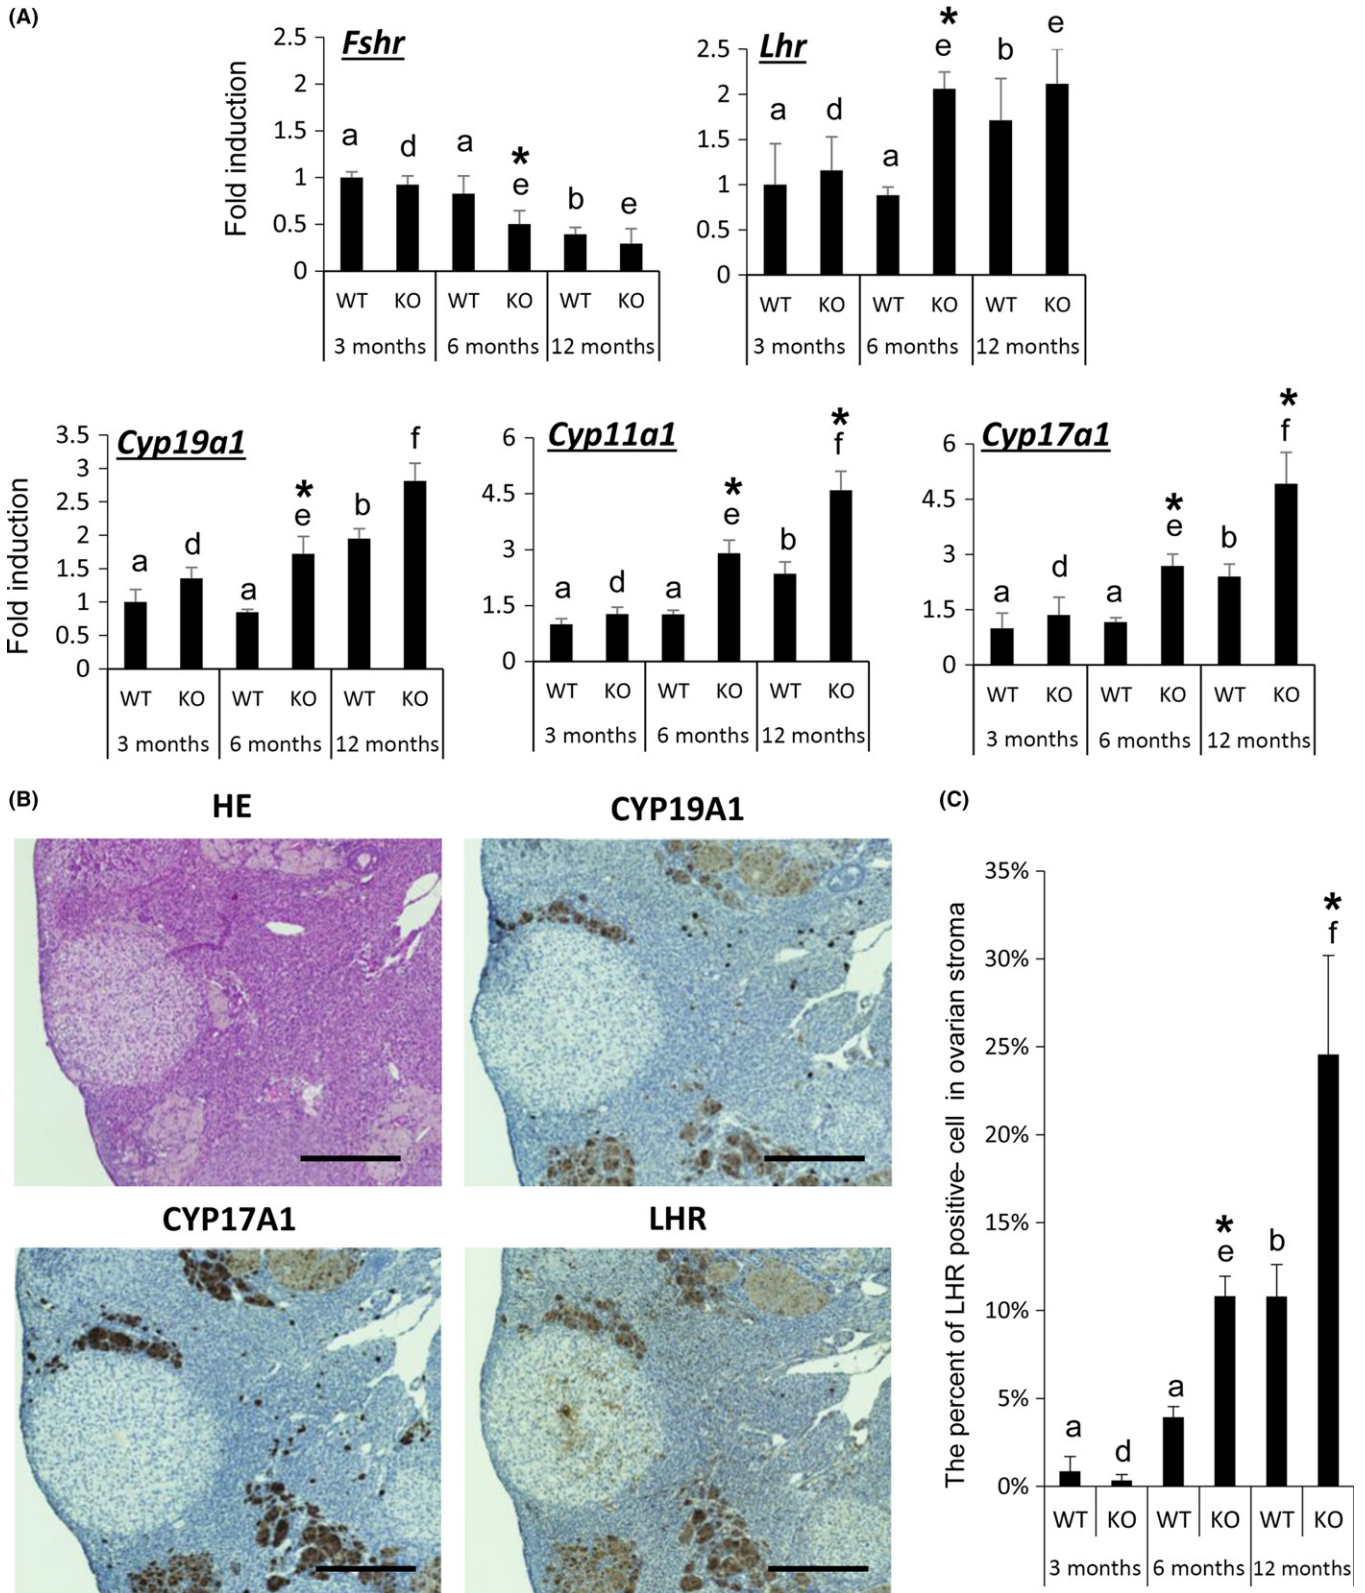 (A)
Fshr
Fold induction
2.5
2
1.5
1
0.5
0
a d a * e b e
WT KO WT KO WT KO
3 months 6 months 12 months
Lhr
2.5
2
1.5
1
0.5
0
a d a * e b e
WT KO WT KO WT KO
3 months 6 months 12 months
Cyp19a1
Fold induction
3.5
3
2.5
2
1.5
1
0.5
0
a d a * e b f
WT KO WT KO WT KO
3 months 6 months 12 months
Cyp11a1
6
4.5
3
1.5
0
a d a * e b * f
WT KO WT KO WT KO
3 months 6 months 12 months
Cyp17a1
6
4.5
3
1.5
0
a d a * e b * f
WT KO WT KO WT KO
3 months 6 months 12 months
(B)
HE
CYP19A1
CYP17A1
LHR
(C)
The percent of LHR positive- cell in ovarian stroma
35%
30%
25%
20%
15%
10%
5%
0%
a d a * e b * f
WT KO WT KO WT KO
3 months 6 months 12 months